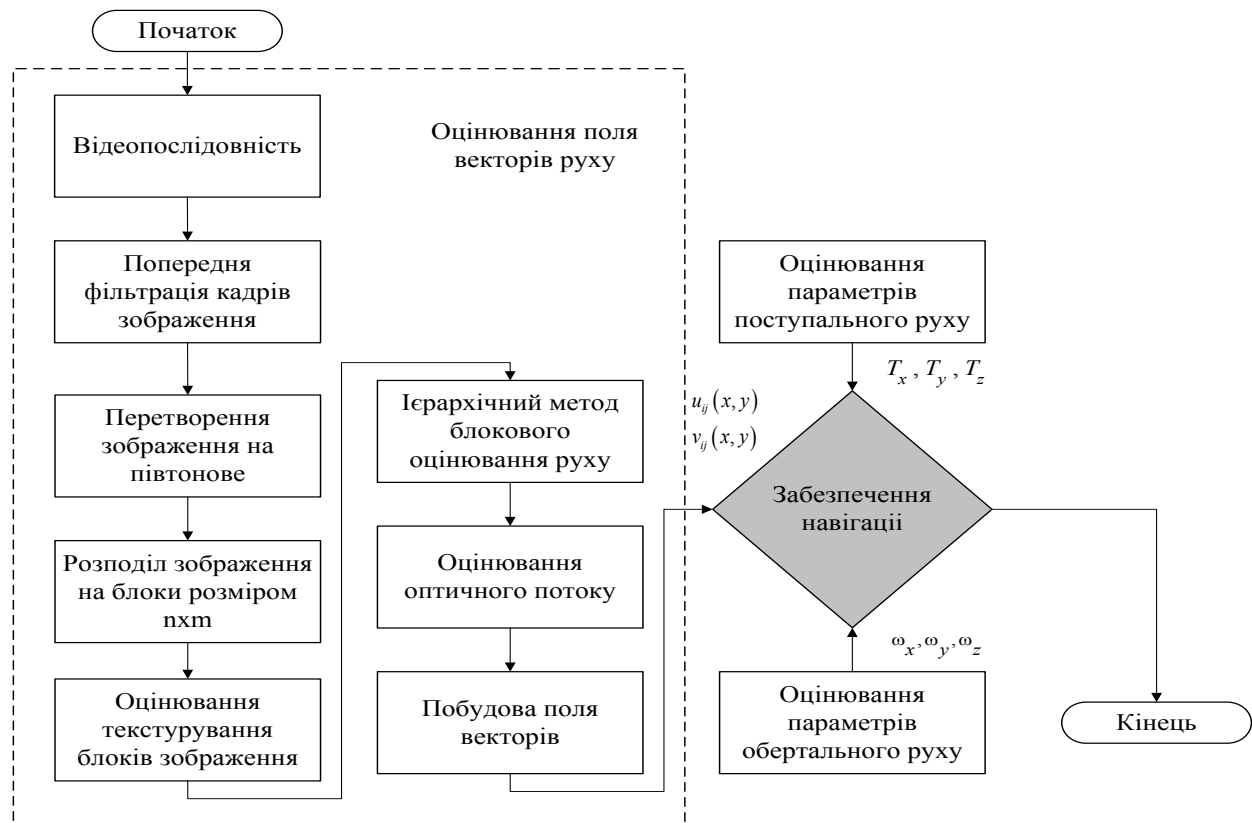 Початок
Відеопослідовність
Оцінювання поля
векторів руху
Попередня
фільтрація кадрів
зображення
Перетворення
зображення на
півтонове
Розподіл зображення
на блоки розміром
nxm
Оцінювання
текстурування
блоків зображення
Ієрархічний метод
блокового
оцінювання руху
Оцінювання
оптичного потоку
Побудова поля
векторів
Оцінювання
параметрів
поступального руху
T_x , T_y , T_z
u_ij (x, y)
v_ij (x, y)
Забезпечення
навігації
ω_x, ω_y, ω_z
Оцінювання
параметрів
обертального руху
Кінець